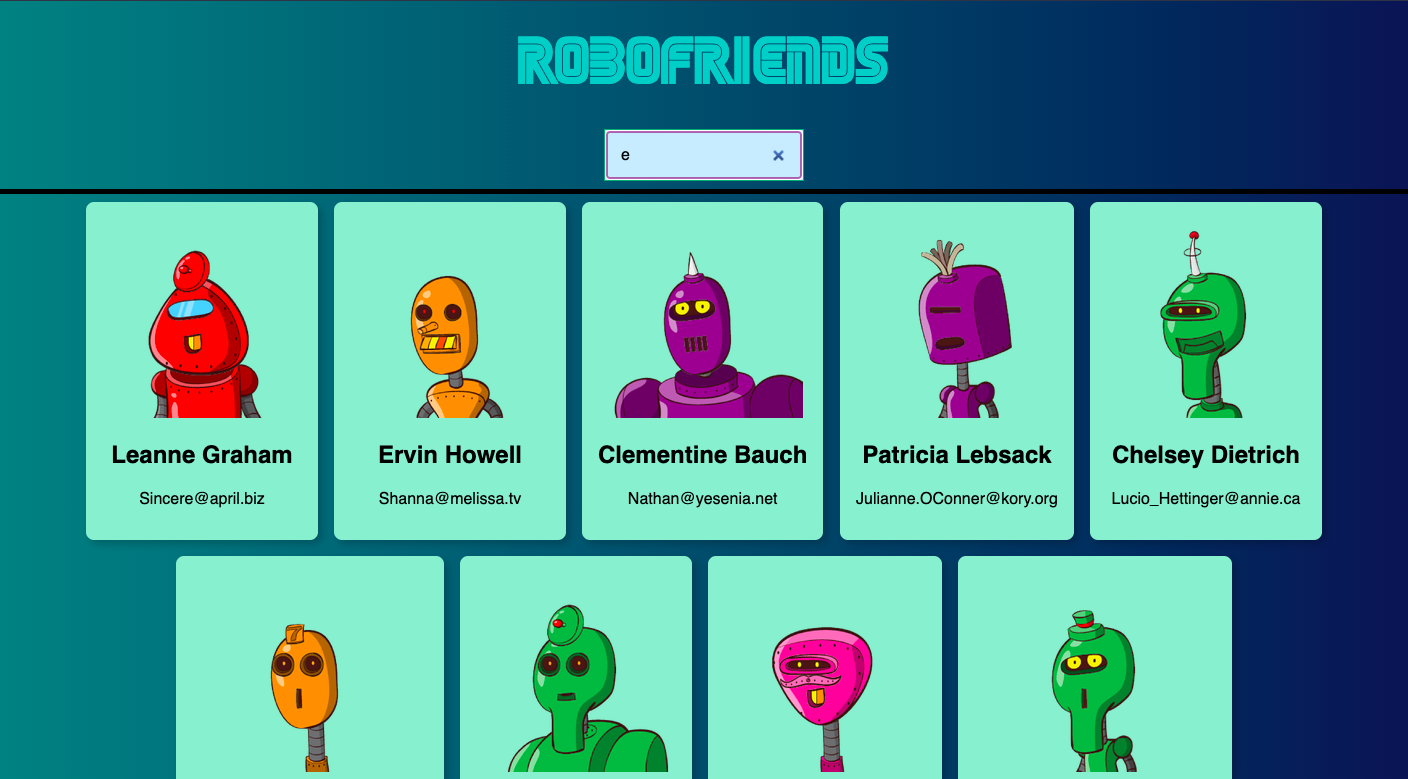 ROBOFRIENDS
e
Leanne Graham
Ervin Howell
Clementine Bauch
Patricia Lebsack
Chelsey Dietrich
Sincere@april.biz
Shanna@melissa.tv
Nathan@yesenia.net
Julianne.OConner@kory.org
Lucio_Hettinger@annie.ca
7